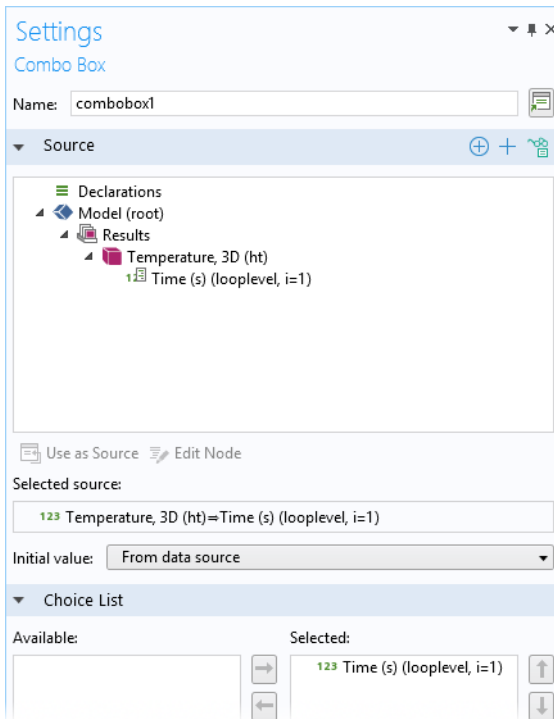 Settings
Combo Box
Name: combobox1
Source
Declarations
Model (root)
Results
Temperature, 3D (ht)
Time (s) (looplevel, i=1)
Use as Source Edit Node
Selected source:
123 Temperature, 3D (ht)⇒Time (s) (looplevel, i=1)
Initial value: From data source
Choice List
Available: Selected:
123 Time (s) (looplevel, i=1)